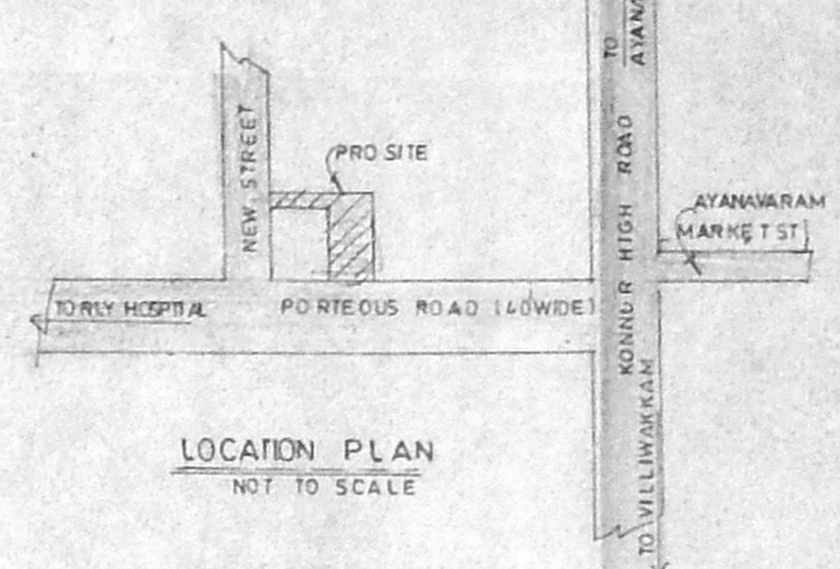 TO AYANA
NEW STREET
PRO SITE
AYANAVARAM
MARKET ST
TO RLY HOSPITAL
PORTEOUS ROAD (40'WIDE)
KONNUR HIGH ROAD
TO VILLIWAKKAM
LOCATION PLAN
NOT TO SCALE